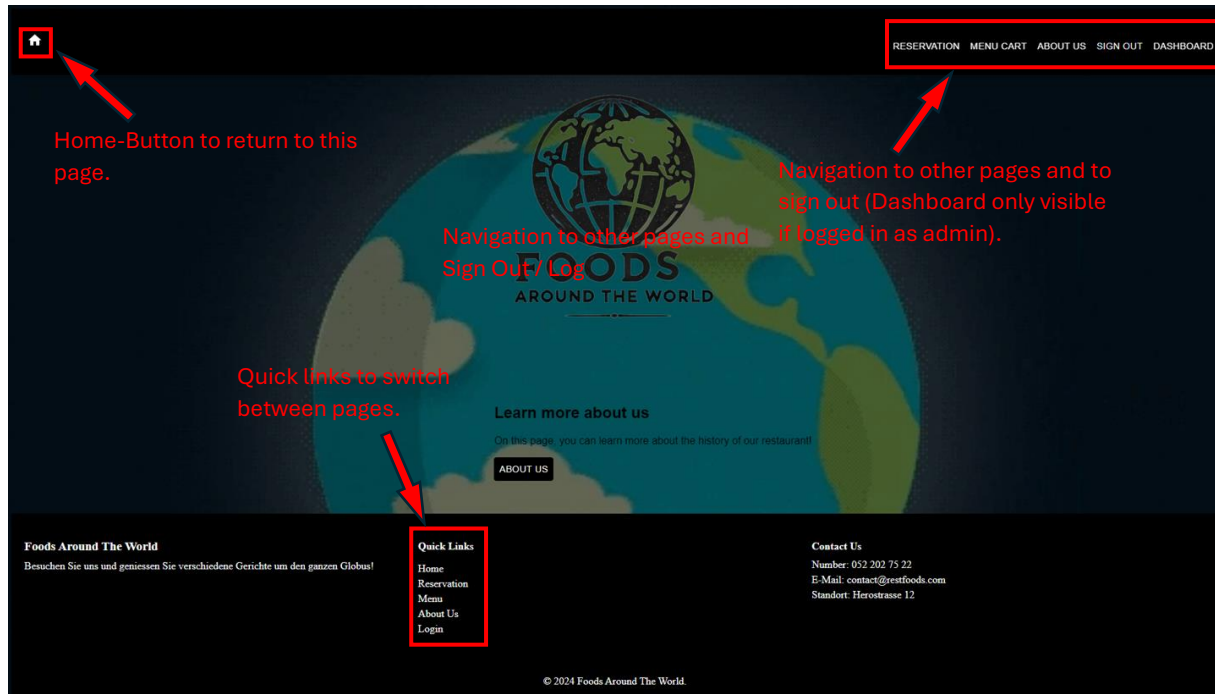 RESERVATION MENU CART ABOUT US SIGN OUT DASHBOARD
Home-Button to return to this
page.
Navigation to other pages and to
sign out (Dashboard only visible
if logged in as admin).
Navigation to other pages and
Sign Out / Log
FOODS
AROUND THE WORLD
Quick links to switch
between pages.
Learn more about us
On this page, you can learn more about the history of our restaurant!
ABOUT US
Foods Around The World
Besuchen Sie uns und geniessen Sie verschiedene Gerichte um den ganzen Globus!
Quick Links
Home
Reservation
Menu
About Us
Login
Contact Us
Number: 052 202 75 22
E-Mail: contact@restfoods.com
Standort: Herostrasse 12
© 2024 Foods Around The World.